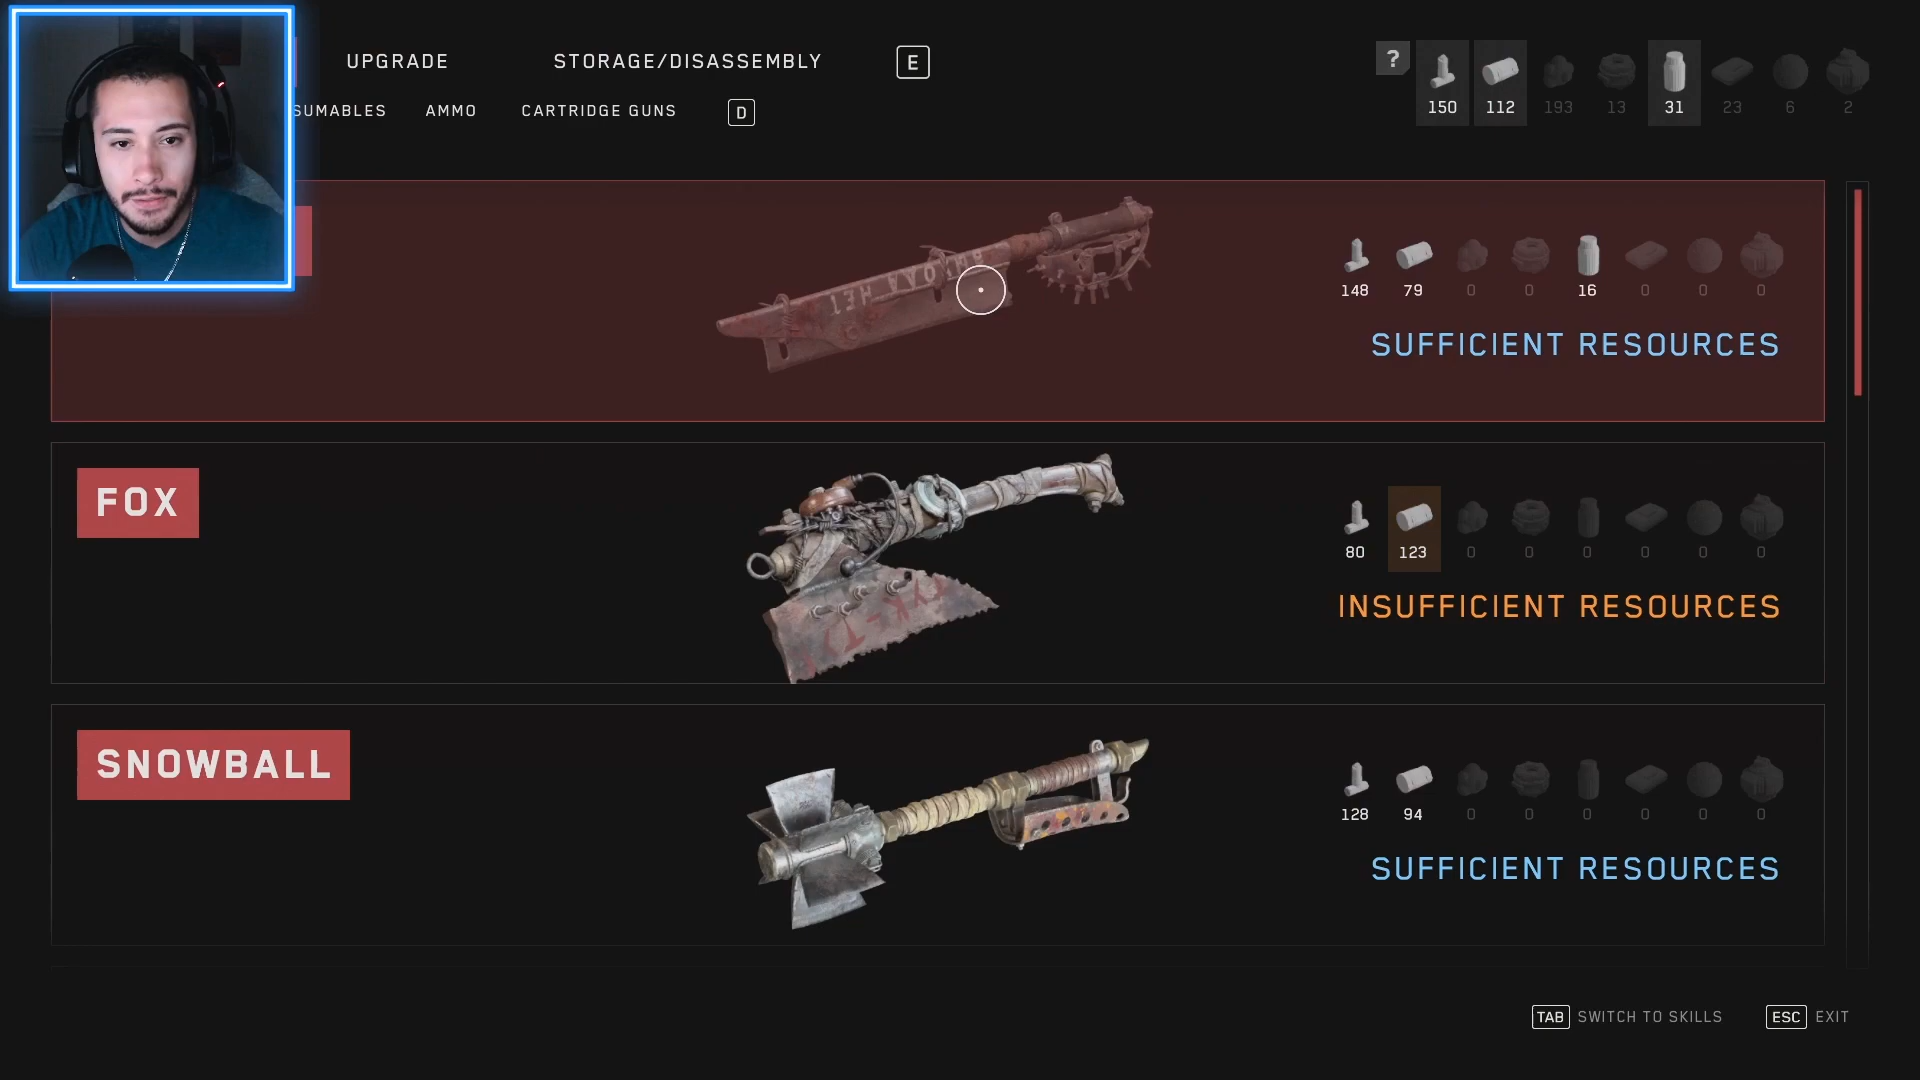 UPGRADE STORAGE/DISASSEMBLY E
SUMABLES AMMO CARTRIDGE GUNS D
? 150 112 193 13 31 23 6 2
148 79 0 0 16 0 0 0
SUFFICIENT RESOURCES
FOX
80 123 0 0 0 0 0 0
INSUFFICIENT RESOURCES
SNOWBALL
128 94 0 0 0 0 0 0
SUFFICIENT RESOURCES
TAB SWITCH TO SKILLS ESC EXIT